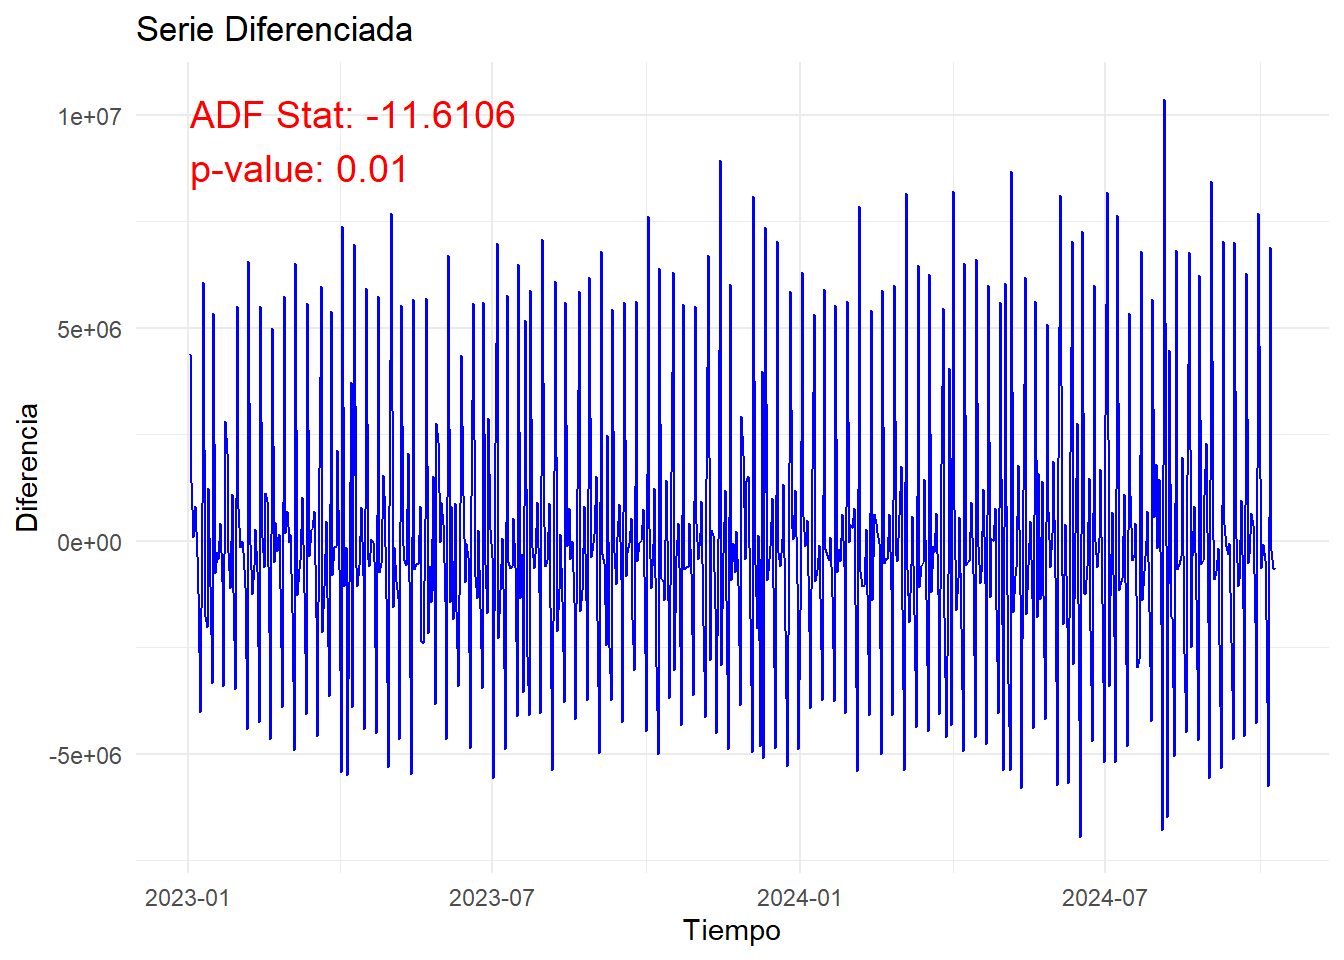 Serie Diferenciada
ADF Stat: -11.6106
p-value: 0.01
1e+07
5e+06
0e+00
-5e+06
Diferencia
2023-01
2023-07
2024-01
2024-07
Tiempo